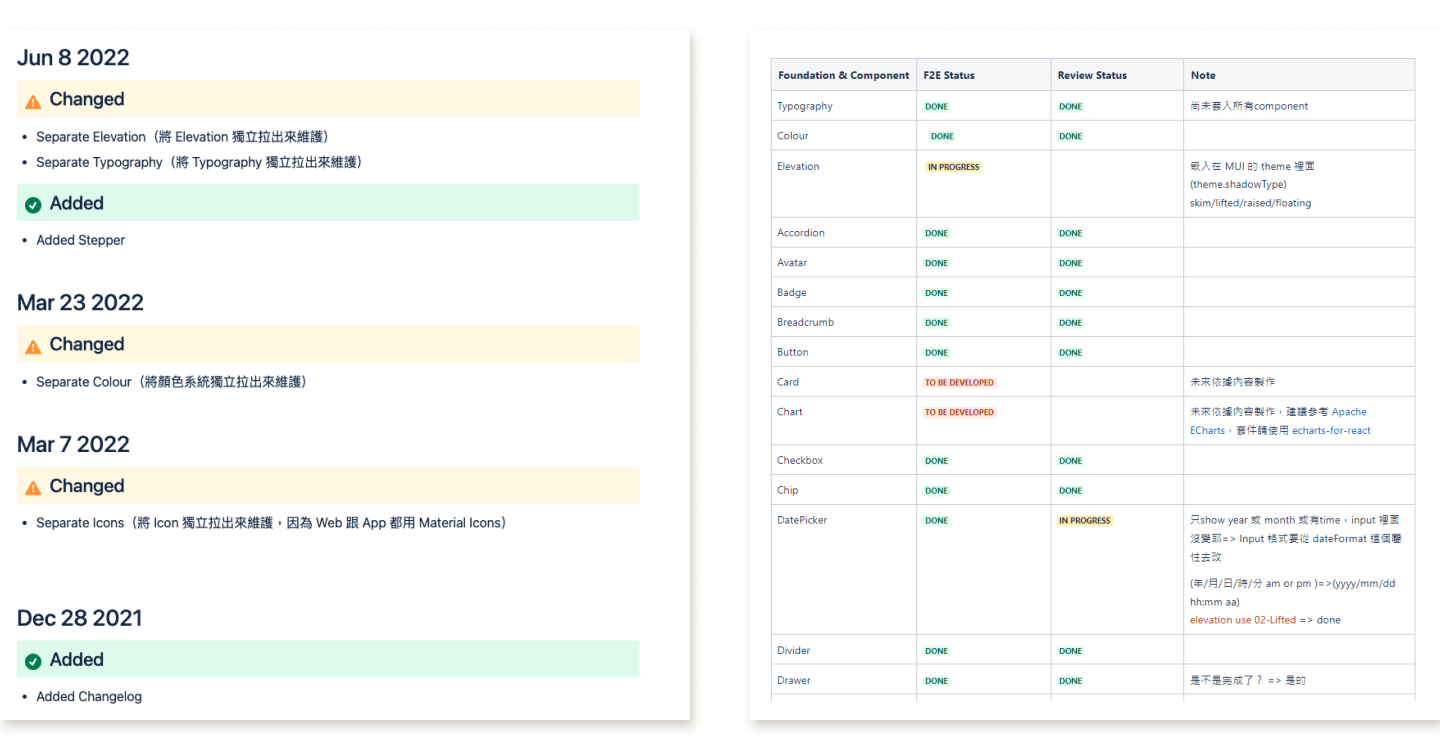 Jun 8 2022
Changed
• Separate Elevation（將 Elevation 獨立拉出來維護）
• Separate Typography（將 Typography 獨立拉出來維護）
Added
• Added Stepper
Mar 23 2022
Changed
• Separate Colour（將顏色系統獨立拉出來維護）
Mar 7 2022
Changed
• Separate Icons（將 Icon 獨立拉出來維護，因為 Web 跟 App 都用 Material Icons）
Dec 28 2021
Added
• Added Changelog
Foundation & Component F2E Status Review Status Note
Typography DONE DONE 尚未套入所有component
Colour DONE DONE
Elevation IN PROGRESS 嵌入在 MUI 的 theme 裡面
(theme.shadowType)
skim/lifted/raised/floating
Accordion DONE DONE
Avatar DONE DONE
Badge DONE DONE
Breadcrumb DONE DONE
Button DONE DONE
Card TO BE DEVELOPED 未來依據內容製作
Chart TO BE DEVELOPED 未來依據內容製作，建議參考 Apache
ECharts，套件請使用 echarts-for-react
Checkbox DONE DONE
Chip DONE DONE
DatePicker DONE IN PROGRESS 只show year 或 month 或有time，input 裡面
沒變耶=> Input 格式要從 dateFormat 這個屬
性去改
(年/月/日/時/分 am or pm )=>(yyyy/mm/dd
hh:mm aa)
elevation use 02-Lifted => done
Divider DONE DONE
Drawer DONE DONE 是不是完成了？ => 是的